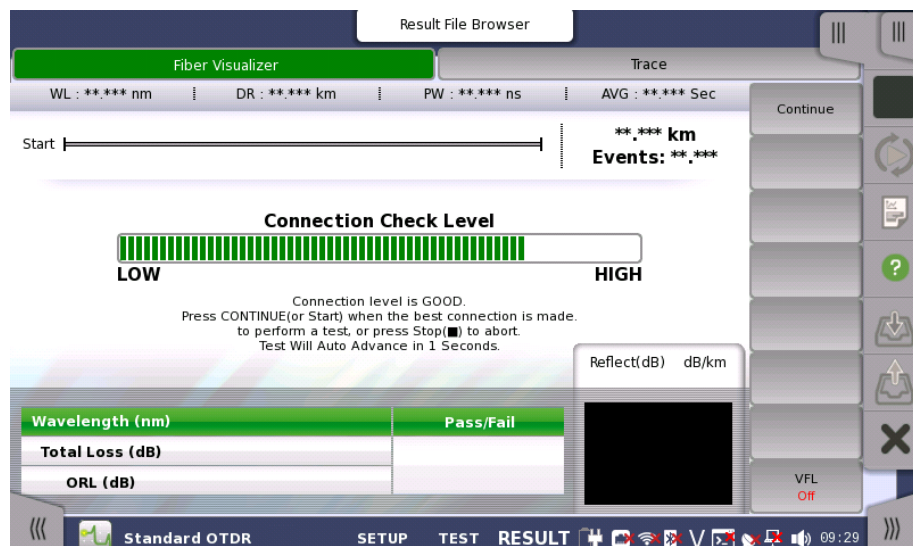 Result File Browser
Fiber Visualizer
Trace
WL : **.*** nm
DR : **.*** km
PW : **.*** ns
AVG : **.*** Sec
Continue
Start
**.*** km
Events: **.***
Connection Check Level
LOW
HIGH
Connection level is GOOD.
Press CONTINUE(or Start) when the best connection is made.
to perform a test, or press Stop(■) to abort.
Test Will Auto Advance in 1 Seconds.
Reflect(dB) dB/km
Wavelength (nm)
Pass/Fail
Total Loss (dB)
ORL (dB)
VFL
Off
Standard OTDR
SETUP
TEST
RESULT
V
09:29